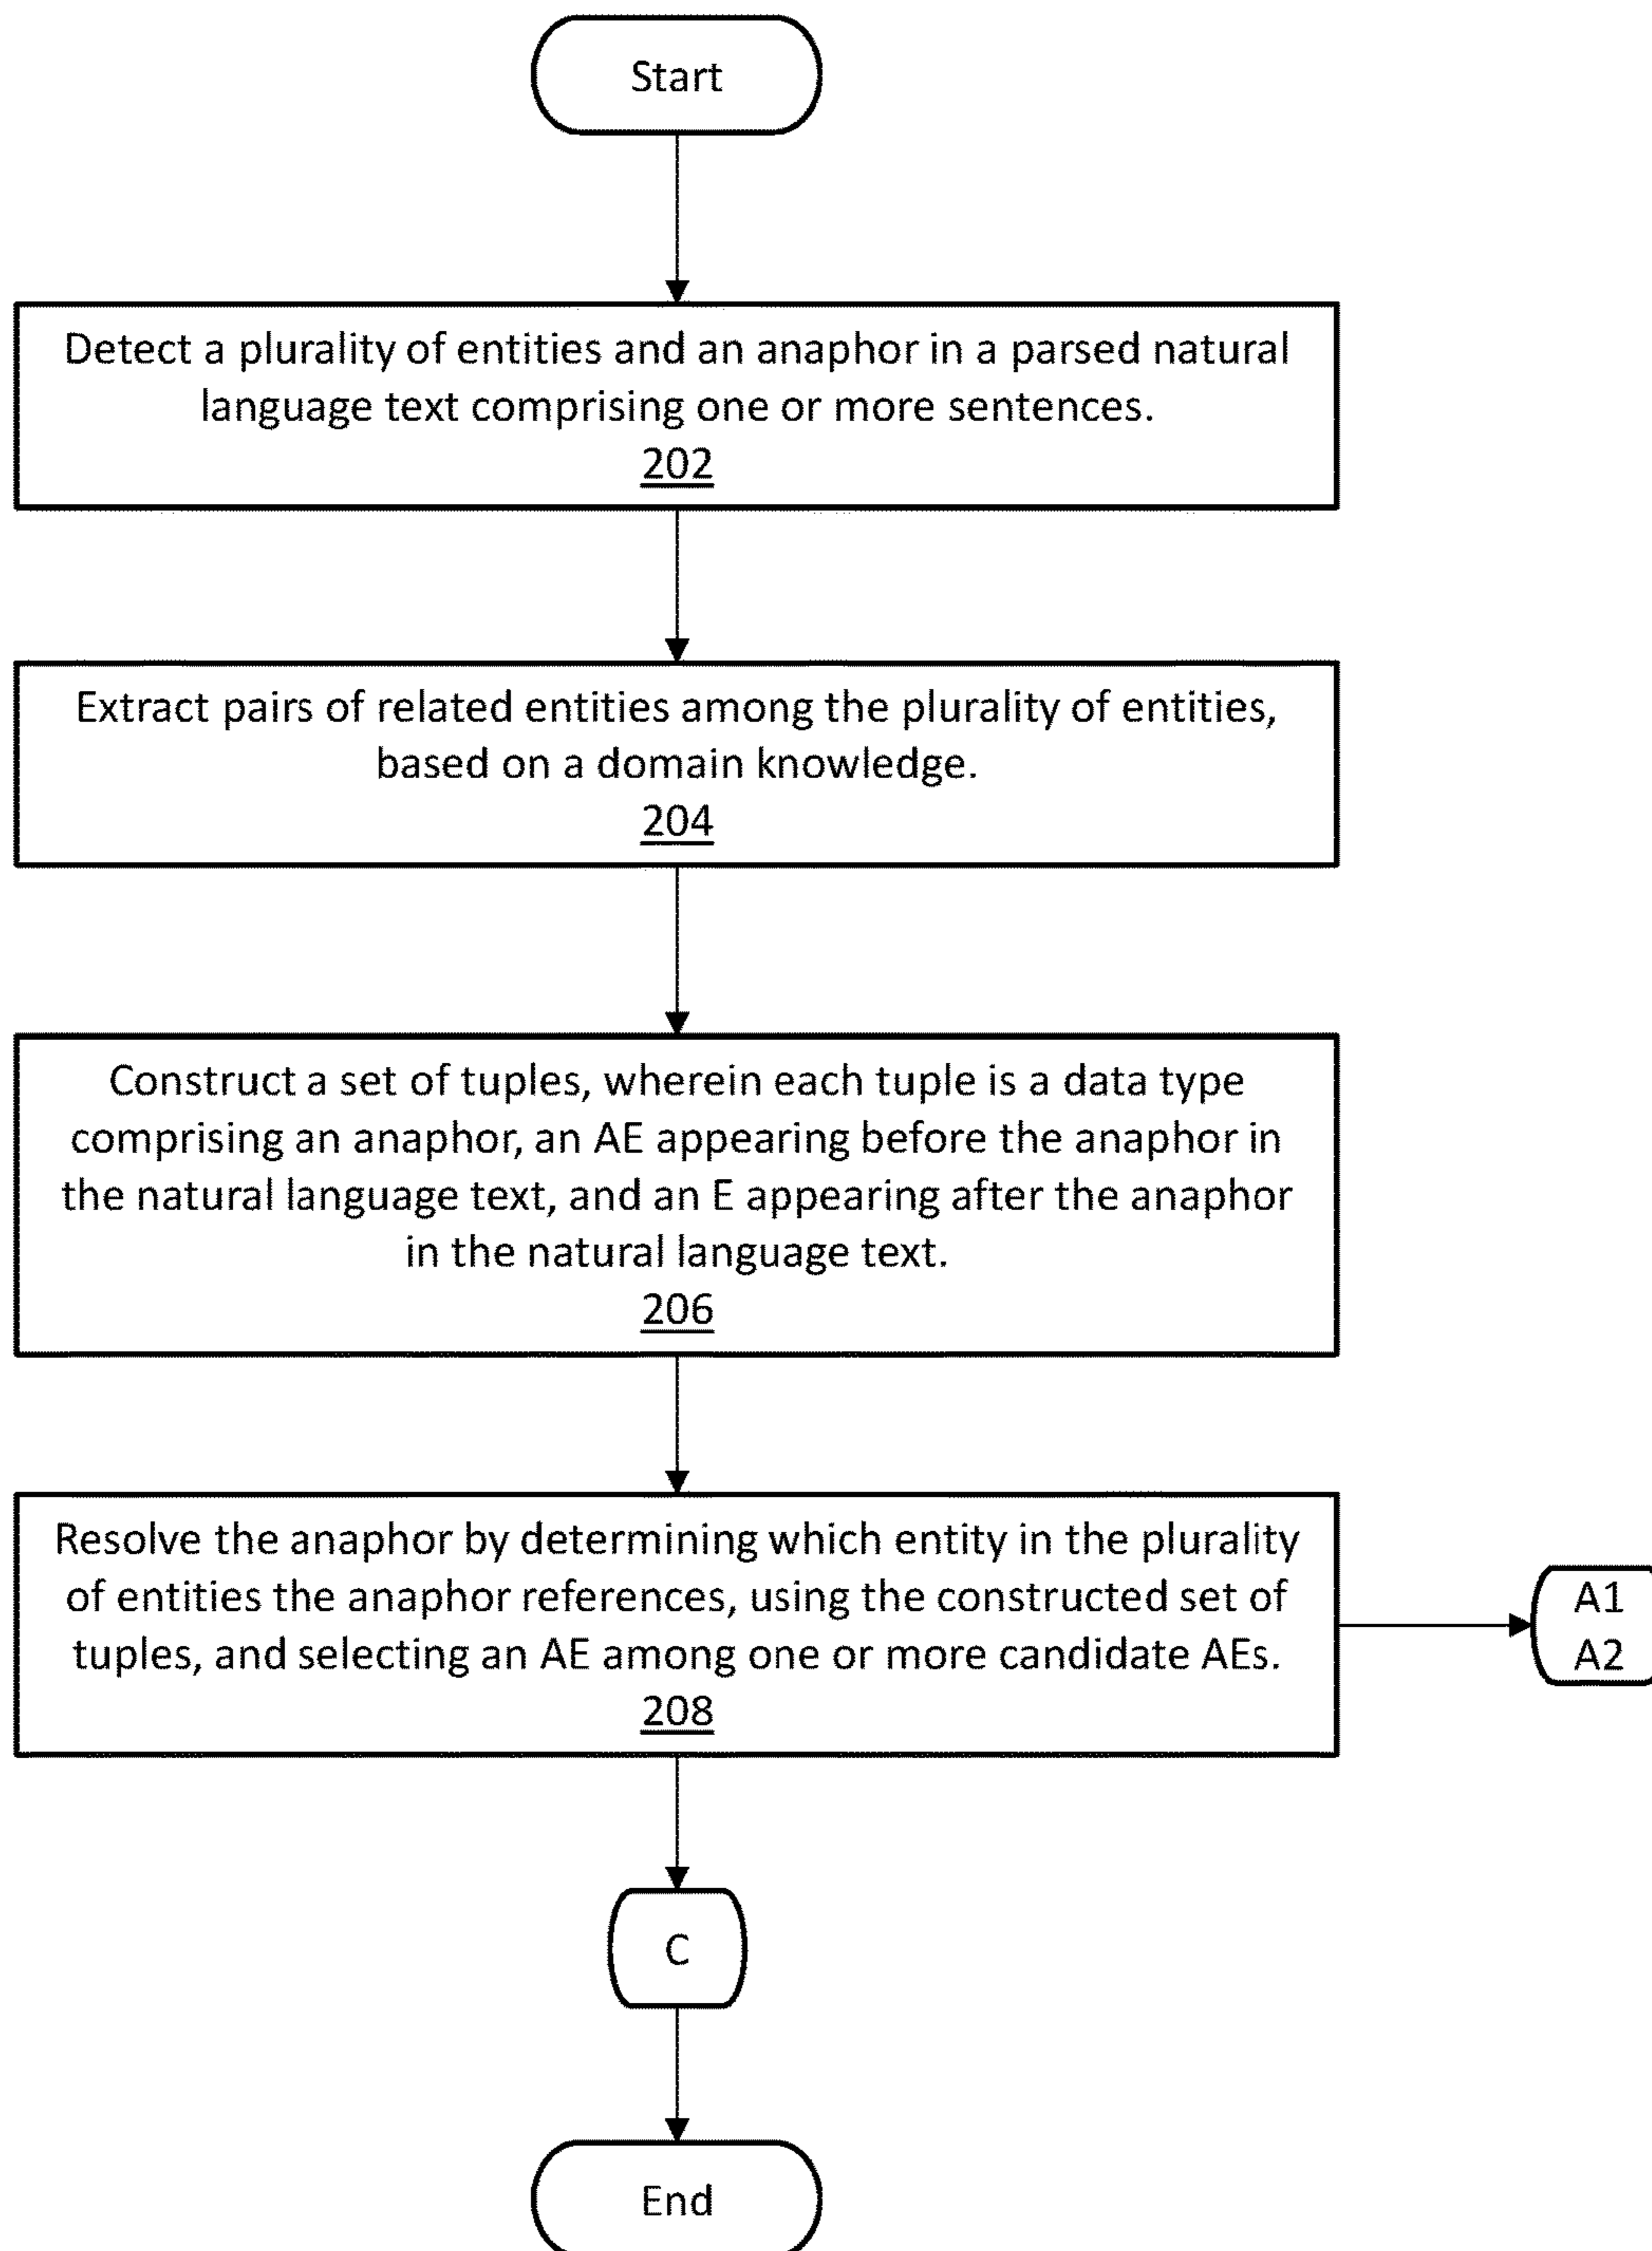 Start
Detect a plurality of entities and an anaphor in a parsed natural
language text comprising one or more sentences.
202
Extract pairs of related entities among the plurality of entities,
based on a domain knowledge.
204
Construct a set of tuples, wherein each tuple is a data type
comprising an anaphor, an AE appearing before the anaphor in
the natural language text, and an E appearing after the anaphor
in the natural language text.
206
Resolve the anaphor by determining which entity in the plurality
of entities the anaphor references, using the constructed set of
tuples, and selecting an AE among one or more candidate AEs.
208
A1
A2
C
End